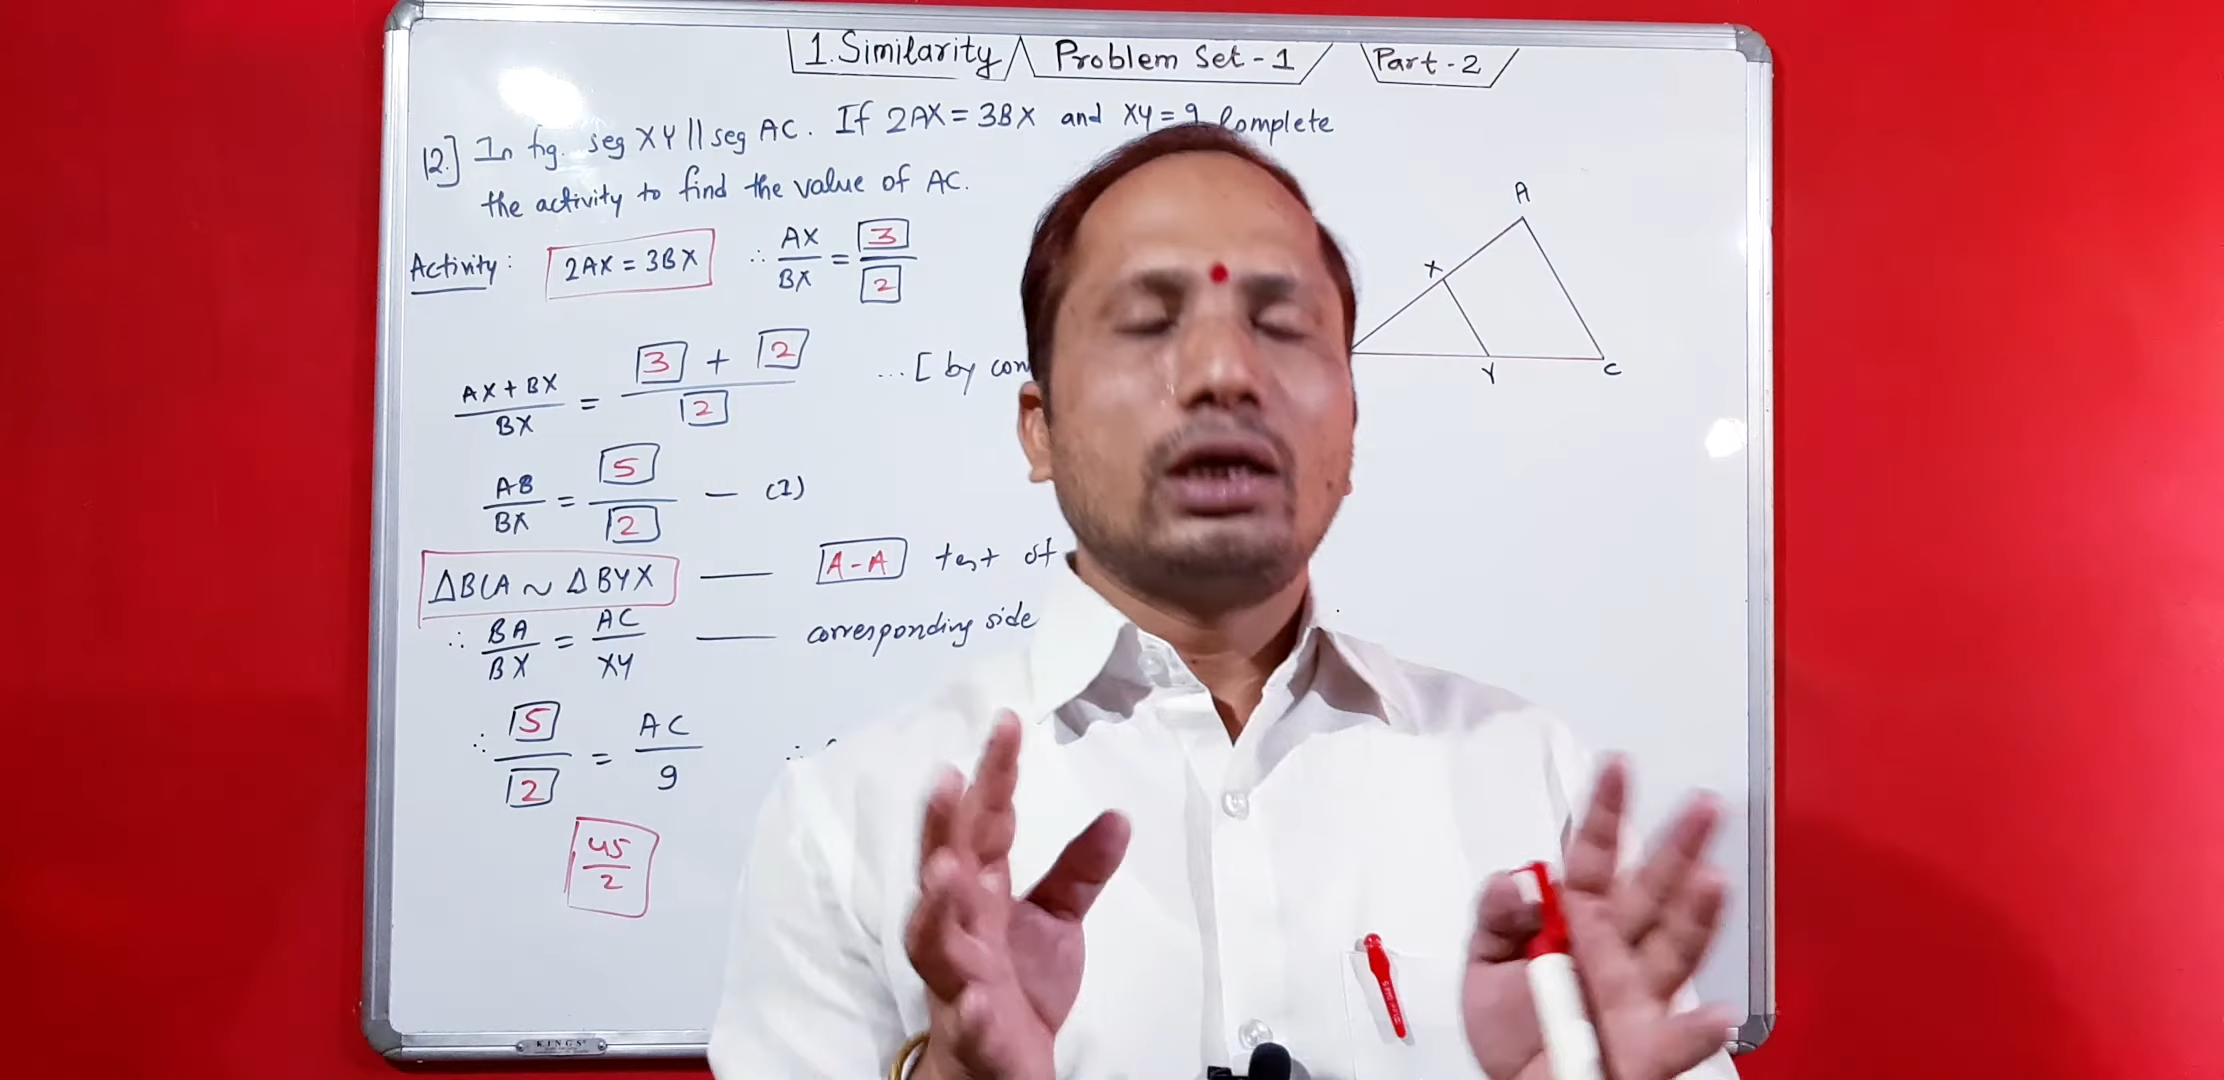 1. Similarity Problem Set - 1 Part - 2
12.] In fig. seg XY || seg AC. If 2AX = 3BX and XY = 9 Complete
the activity to find the value of AC.
Activity : 2AX = 3BX ∴ AX/BX = 3/2
AX + BX / BX = 3 + 2 / 2 ... [ by
AB/BX = 5/2 — (I)
ΔBCA ~ ΔBYX — A-A test of
∴ BA/BX = AC/XY — corresponding side
∴ 5/2 = AC/9 ∴
45/2
A
X
Y
C
KINGS